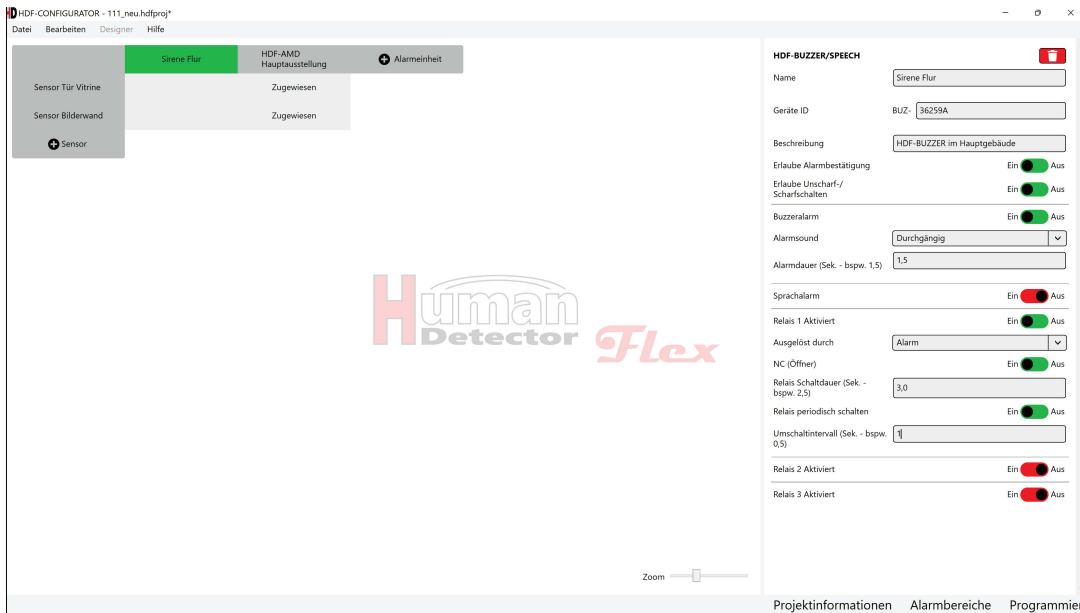 HD HDF-CONFIGURATOR - 111_neu.hdfproj*
Datei Bearbeiten Designer Hilfe
Sirene Flur
HDF-AMD
Hauptausstellung
Alarmeinheit
Sensor Tür Vitrine
Zugewiesen
Sensor Bilderwand
Zugewiesen
Sensor
Human
Detector
Flex
Zoom
HDF-BUZZER/SPEECH
Name
Sirene Flur
Geräte ID
BUZ- 36259A
Beschreibung
HDF-BUZZER im Hauptgebäude
Erlaube Alarmbestätigung
Ein Aus
Erlaube Unscharf-/
Scharfschalten
Ein Aus
Buzzeralarm
Ein Aus
Alarmsound
Durchgängig
Alarmdauer (Sek. - bspw. 1,5)
1,5
Sprachalarm
Ein Aus
Relais 1 Aktiviert
Ein Aus
Ausgelöst durch
Alarm
NC (Öffner)
Ein Aus
Relais Schaltdauer (Sek. -
bspw. 2,5)
3,0
Relais periodisch schalten
Ein Aus
Umschaltintervall (Sek. - bspw.
0,5)
1
Relais 2 Aktiviert
Ein Aus
Relais 3 Aktiviert
Ein Aus
Projektinformationen Alarmbereiche Programmie